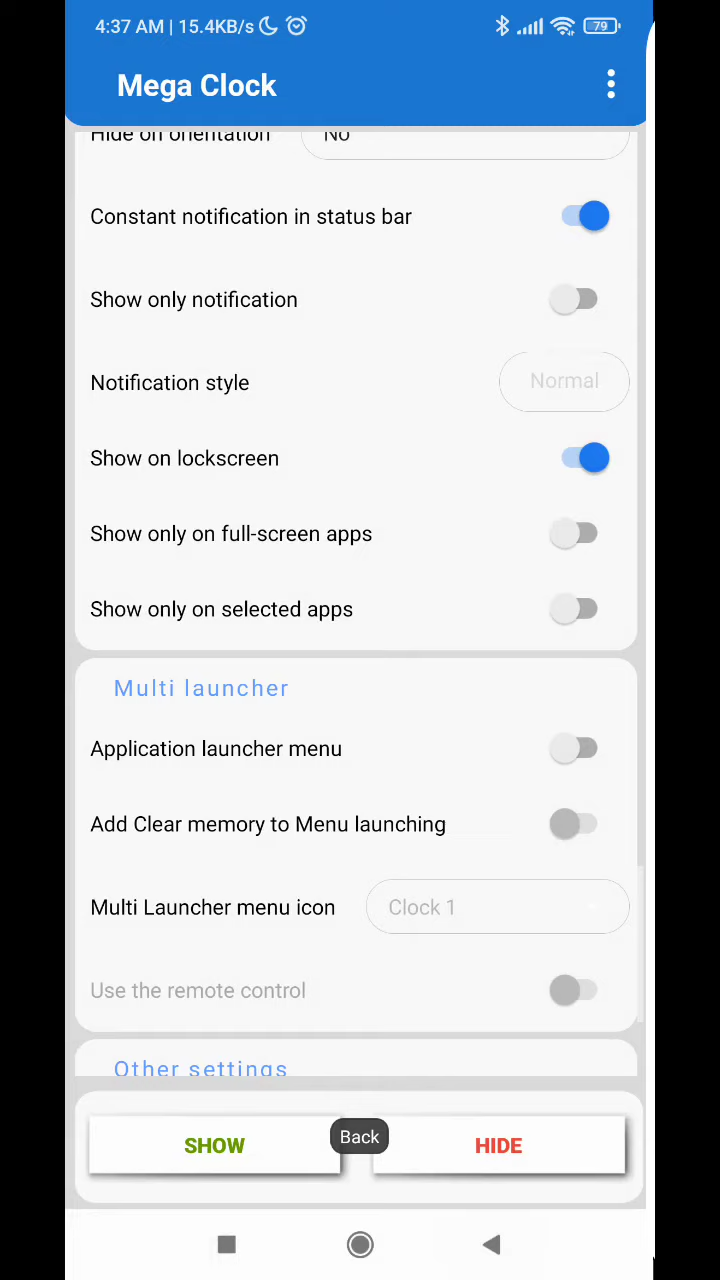 4:37 AM | 15.4KB/s 79
Mega Clock
Hide on orientation No
Constant notification in status bar
Show only notification
Notification style Normal
Show on lockscreen
Show only on full-screen apps
Show only on selected apps
Multi launcher
Application launcher menu
Add Clear memory to Menu launching
Multi Launcher menu icon Clock 1
Use the remote control
Other settings
SHOW Back HIDE